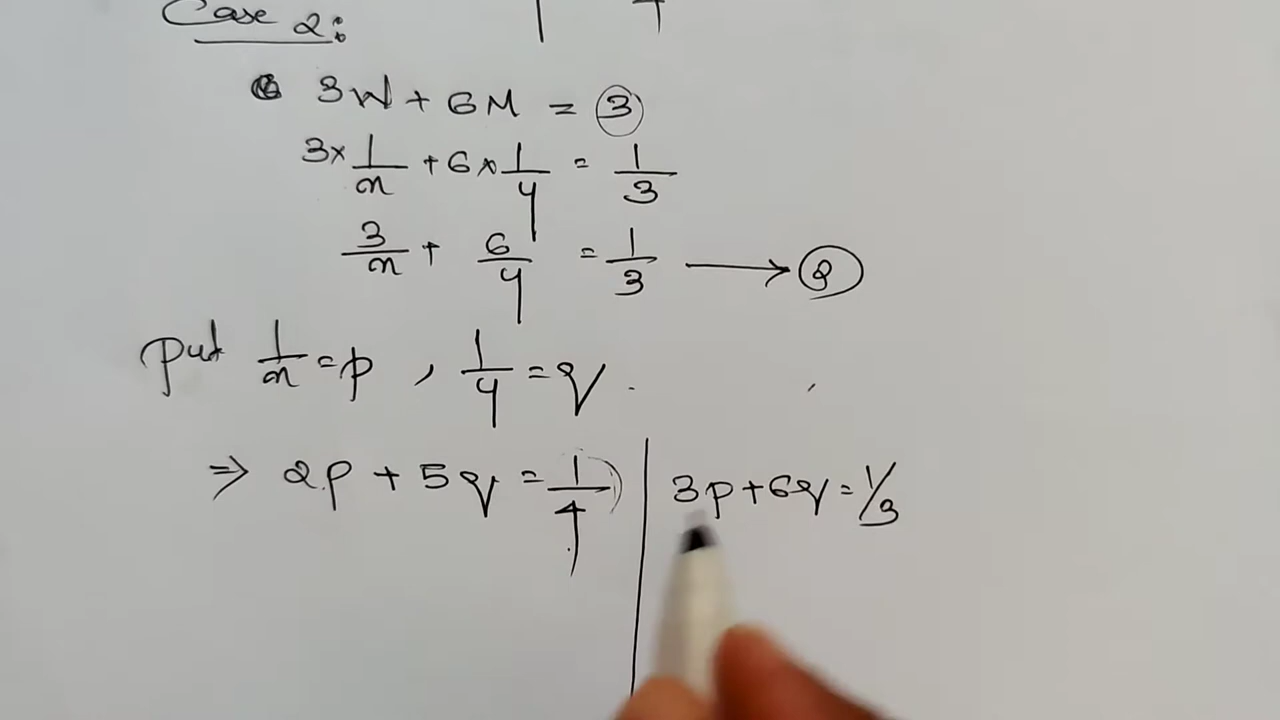 Case 2:
3W + 6M = 3
3 × 1/x + 6 × 1/y = 1/3
3/x + 6/y = 1/3 → 2
put 1/x = p , 1/y = q .
⇒ 2p + 5q = 1/4 | 3p + 6q = 1/3